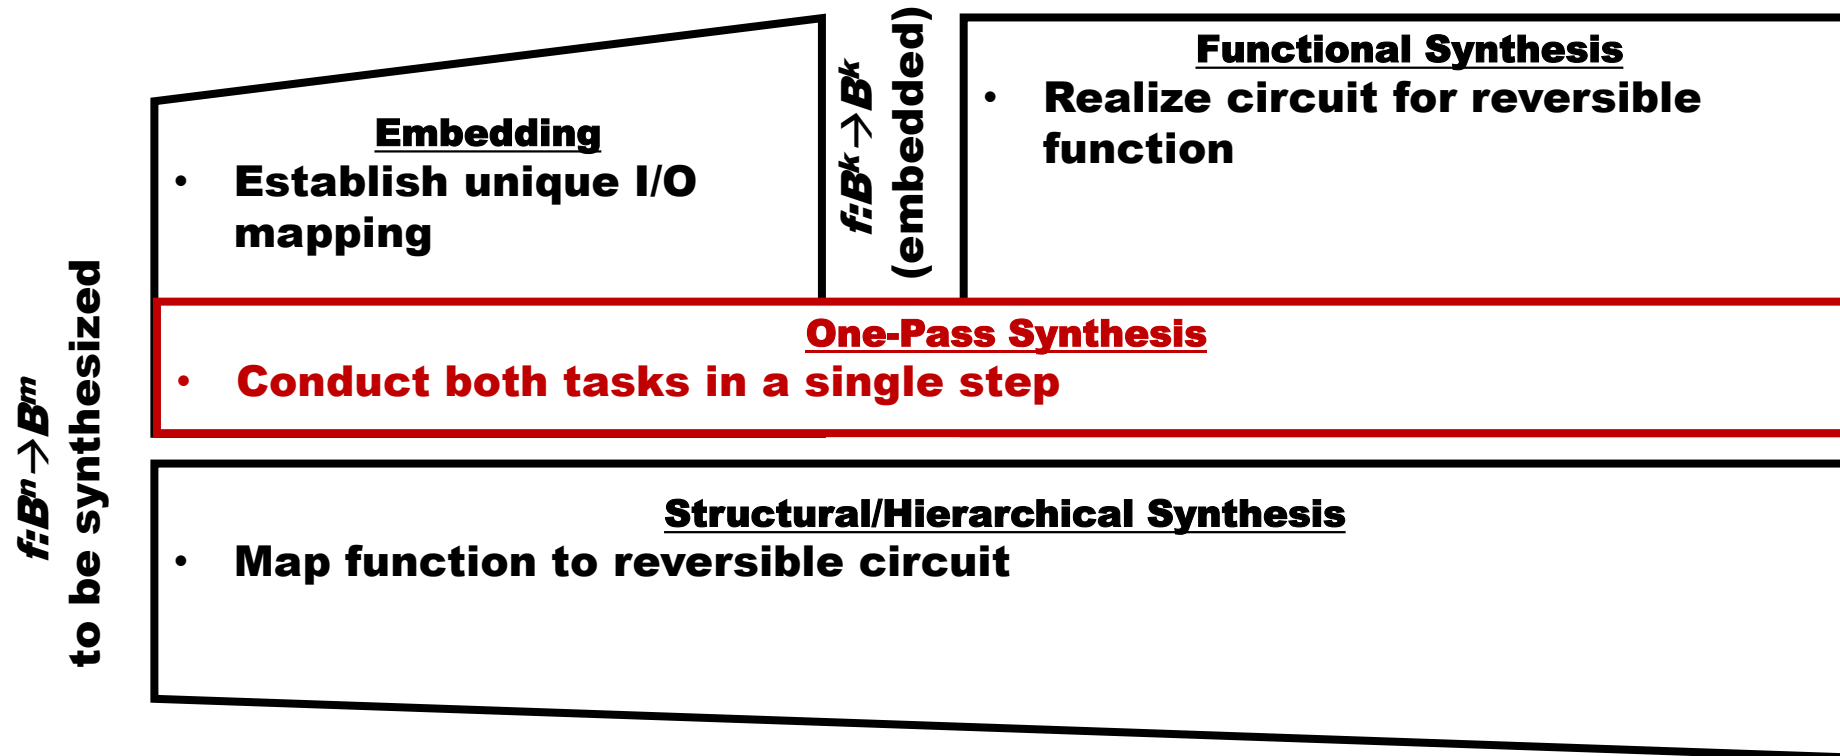 f:Bⁿ→Bᵐ
to be synthesized
Embedding
• Establish unique I/O
mapping
f:Bᵏ→Bᵏ
(embedded)
Functional Synthesis
• Realize circuit for reversible
function
One-Pass Synthesis
• Conduct both tasks in a single step
Structural/Hierarchical Synthesis
• Map function to reversible circuit